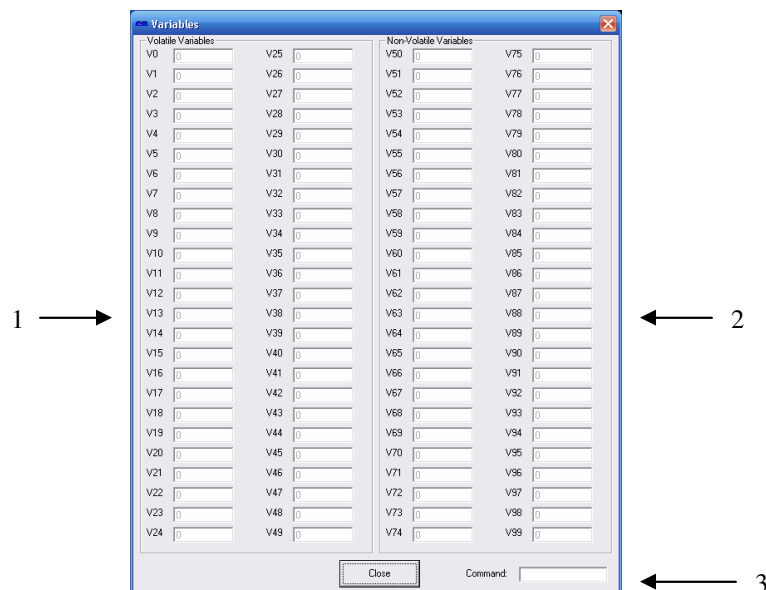 Variables
Volatile Variables Non-Volatile Variables
V0 0 V25 0 V50 0 V75 0
V1 0 V26 0 V51 0 V76 0
V2 0 V27 0 V52 0 V77 0
V3 0 V28 0 V53 0 V78 0
V4 0 V29 0 V54 0 V79 0
V5 0 V30 0 V55 0 V80 0
V6 0 V31 0 V56 0 V81 0
V7 0 V32 0 V57 0 V82 0
V8 0 V33 0 V58 0 V83 0
V9 0 V34 0 V59 0 V84 0
V10 0 V35 0 V60 0 V85 0
V11 0 V36 0 V61 0 V86 0
V12 0 V37 0 V62 0 V87 0
1 V13 0 V38 0 V63 0 V88 0 2
V14 0 V39 0 V64 0 V89 0
V15 0 V40 0 V65 0 V90 0
V16 0 V41 0 V66 0 V91 0
V17 0 V42 0 V67 0 V92 0
V18 0 V43 0 V68 0 V93 0
V19 0 V44 0 V69 0 V94 0
V20 0 V45 0 V70 0 V95 0
V21 0 V46 0 V71 0 V96 0
V22 0 V47 0 V72 0 V97 0
V23 0 V48 0 V73 0 V98 0
V24 0 V49 0 V74 0 V99 0
Close Command: 3